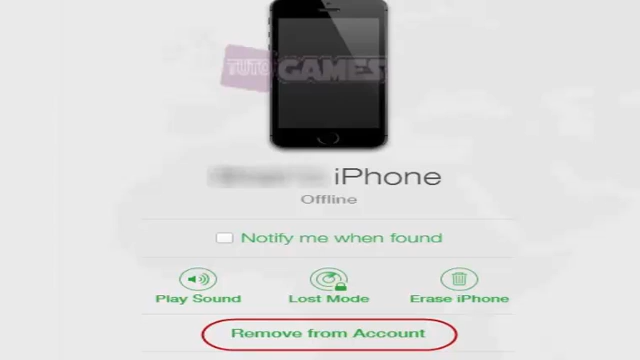 TUTO GAMES
iPhone
Offline
Notify me when found
Play Sound
Lost Mode
Erase iPhone
Remove from Account